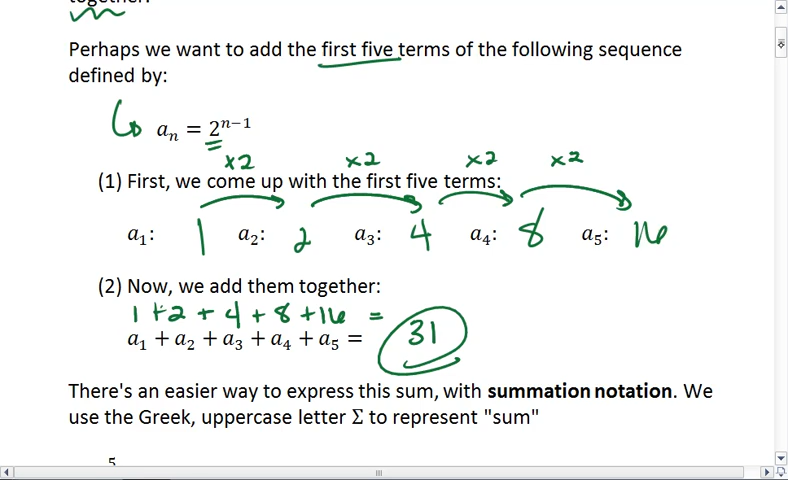 together.
Perhaps we want to add the first five terms of the following sequence
defined by:
aₙ = 2ⁿ⁻¹
×2 ×2 ×2 ×2
(1) First, we come up with the first five terms:
a₁: 1 a₂: 2 a₃: 4 a₄: 8 a₅: 16
(2) Now, we add them together:
1 + 2 + 4 + 8 + 16 =
a₁ + a₂ + a₃ + a₄ + a₅ = 31
There's an easier way to express this sum, with summation notation. We
use the Greek, uppercase letter Σ to represent "sum"
5